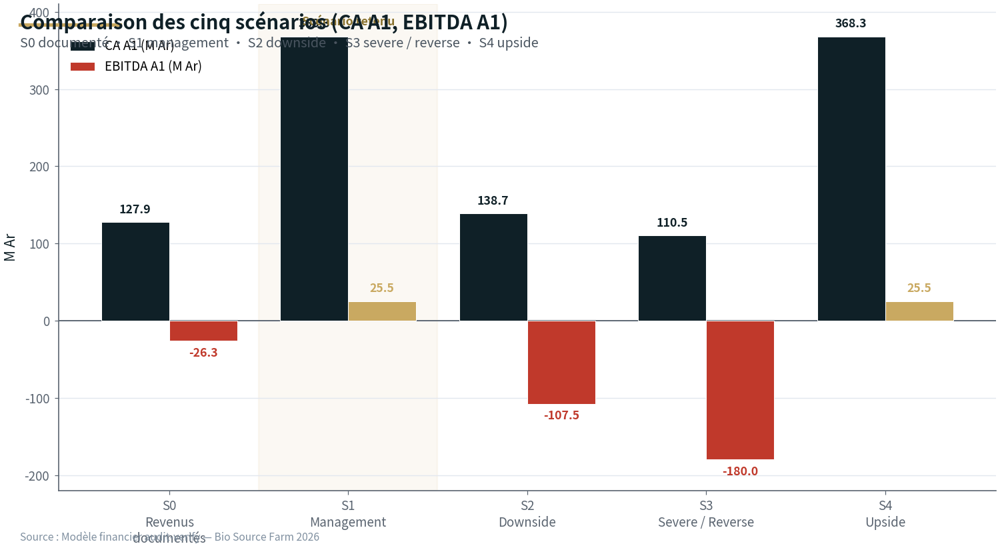 Comparaison des cinq scénarios (CA A1, EBITDA A1)
Scénario retenu
S0 documenté • S1 management • S2 downside • S3 severe / reverse • S4 upside
CA A1 (M Ar)
EBITDA A1 (M Ar)
M Ar
400
300
200
100
0
-100
-200
127.9
-26.3
25.5
138.7
-107.5
110.5
-180.0
368.3
25.5
S0
Revenus
documentés
S1
Management
S2
Downside
S3
Severe / Reverse
S4
Upside
Source : Modèle financier — Bio Source Farm 2026